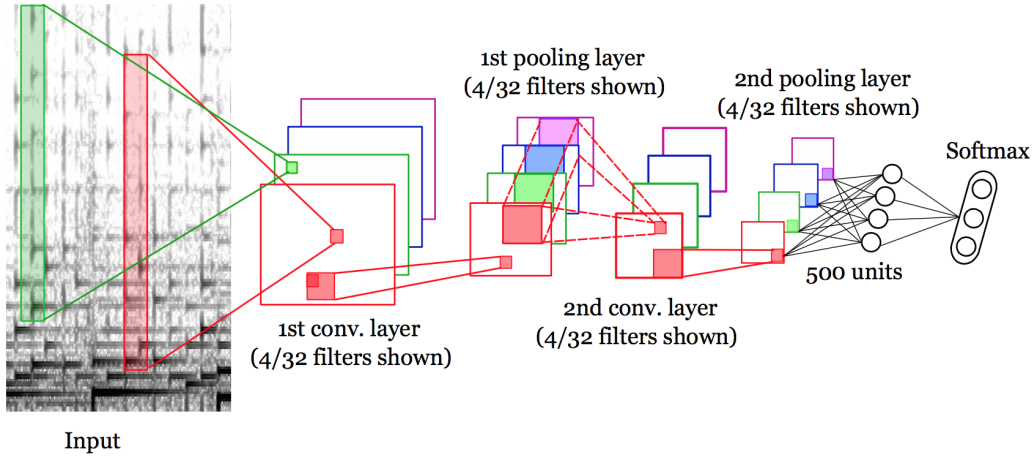 Input
1st conv. layer
(4/32 filters shown)
1st pooling layer
(4/32 filters shown)
2nd conv. layer
(4/32 filters shown)
2nd pooling layer
(4/32 filters shown)
500 units
Softmax